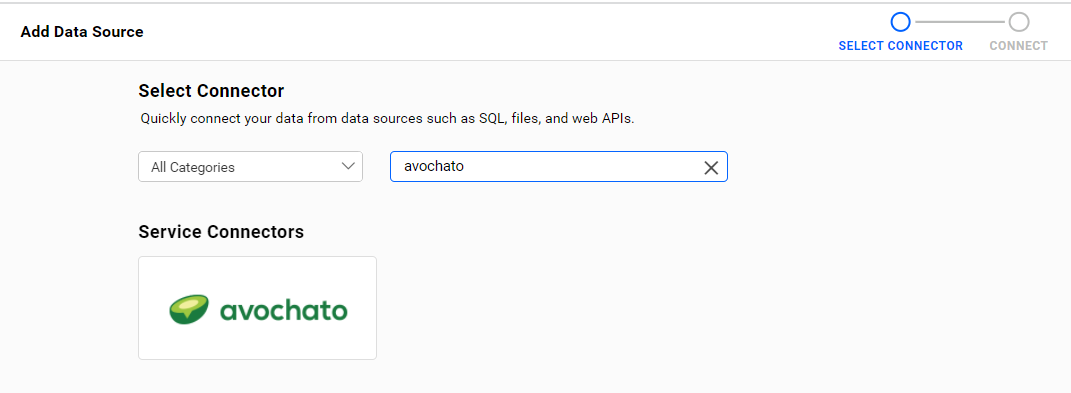 Add Data Source
SELECT CONNECTOR
CONNECT
Select Connector
Quickly connect your data from data sources such as SQL, files, and web APIs.
All Categories
avochato
Service Connectors
avochato